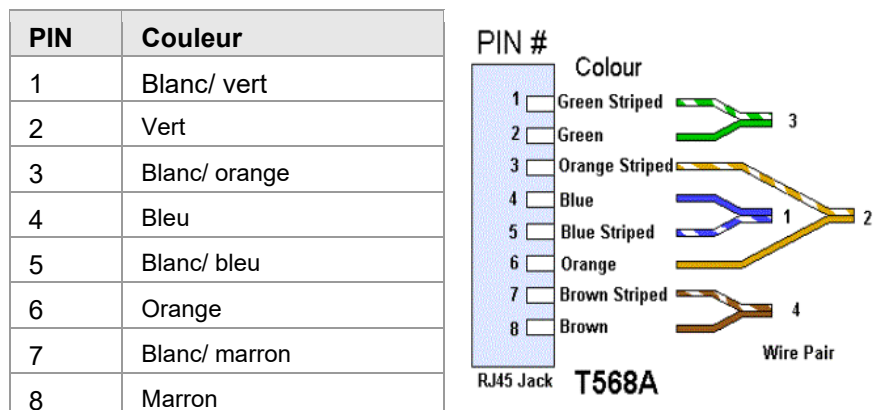 PIN Couleur
1 Blanc/ vert
2 Vert
3 Blanc/ orange
4 Bleu
5 Blanc/ bleu
6 Orange
7 Blanc/ marron
8 Marron
PIN #
Colour
1 Green Striped
2 Green
3 Orange Striped
4 Blue
5 Blue Striped
6 Orange
7 Brown Striped
8 Brown
3
1
2
4
Wire Pair
RJ45 Jack T568A